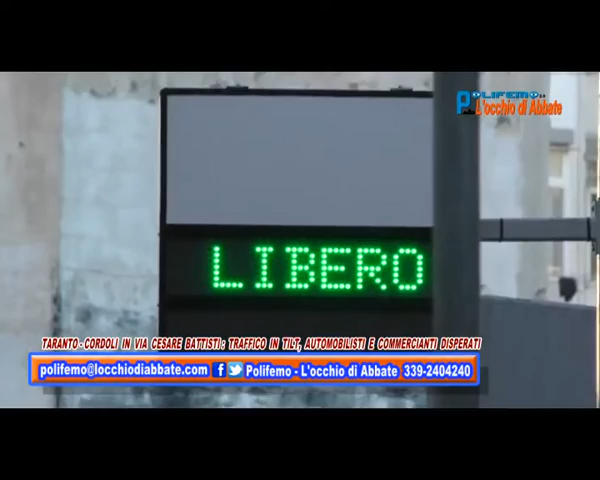 POLIFEMO
L'occhio di Abbate
LIBERO
TARANTO - CORDOLI IN VIA CESARE BATTISTI: TRAFFICO IN TILT, AUTOMOBILISTI E COMMERCIANTI DISPERATI
polifemo@locchiodiabbate.com f Polifemo - L'occhio di Abbate 339-2404240